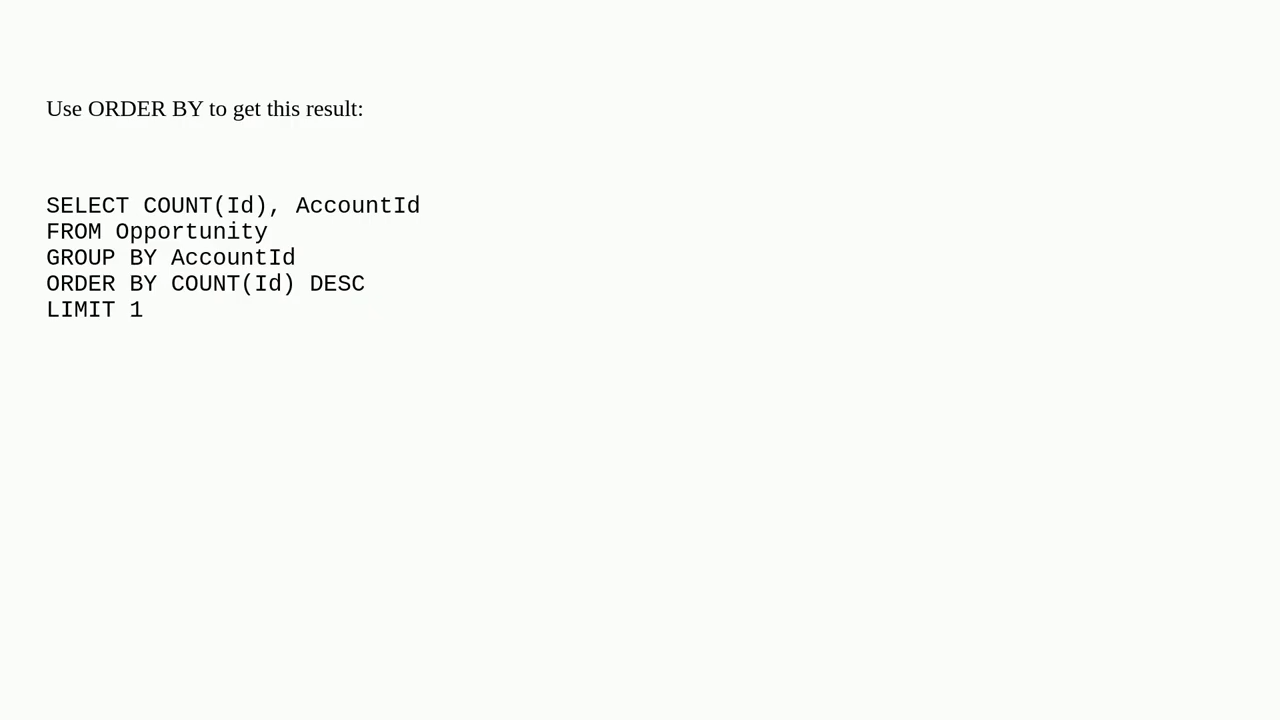 Use ORDER BY to get this result:
SELECT COUNT(Id), AccountId
FROM Opportunity
GROUP BY AccountId
ORDER BY COUNT(Id) DESC
LIMIT 1